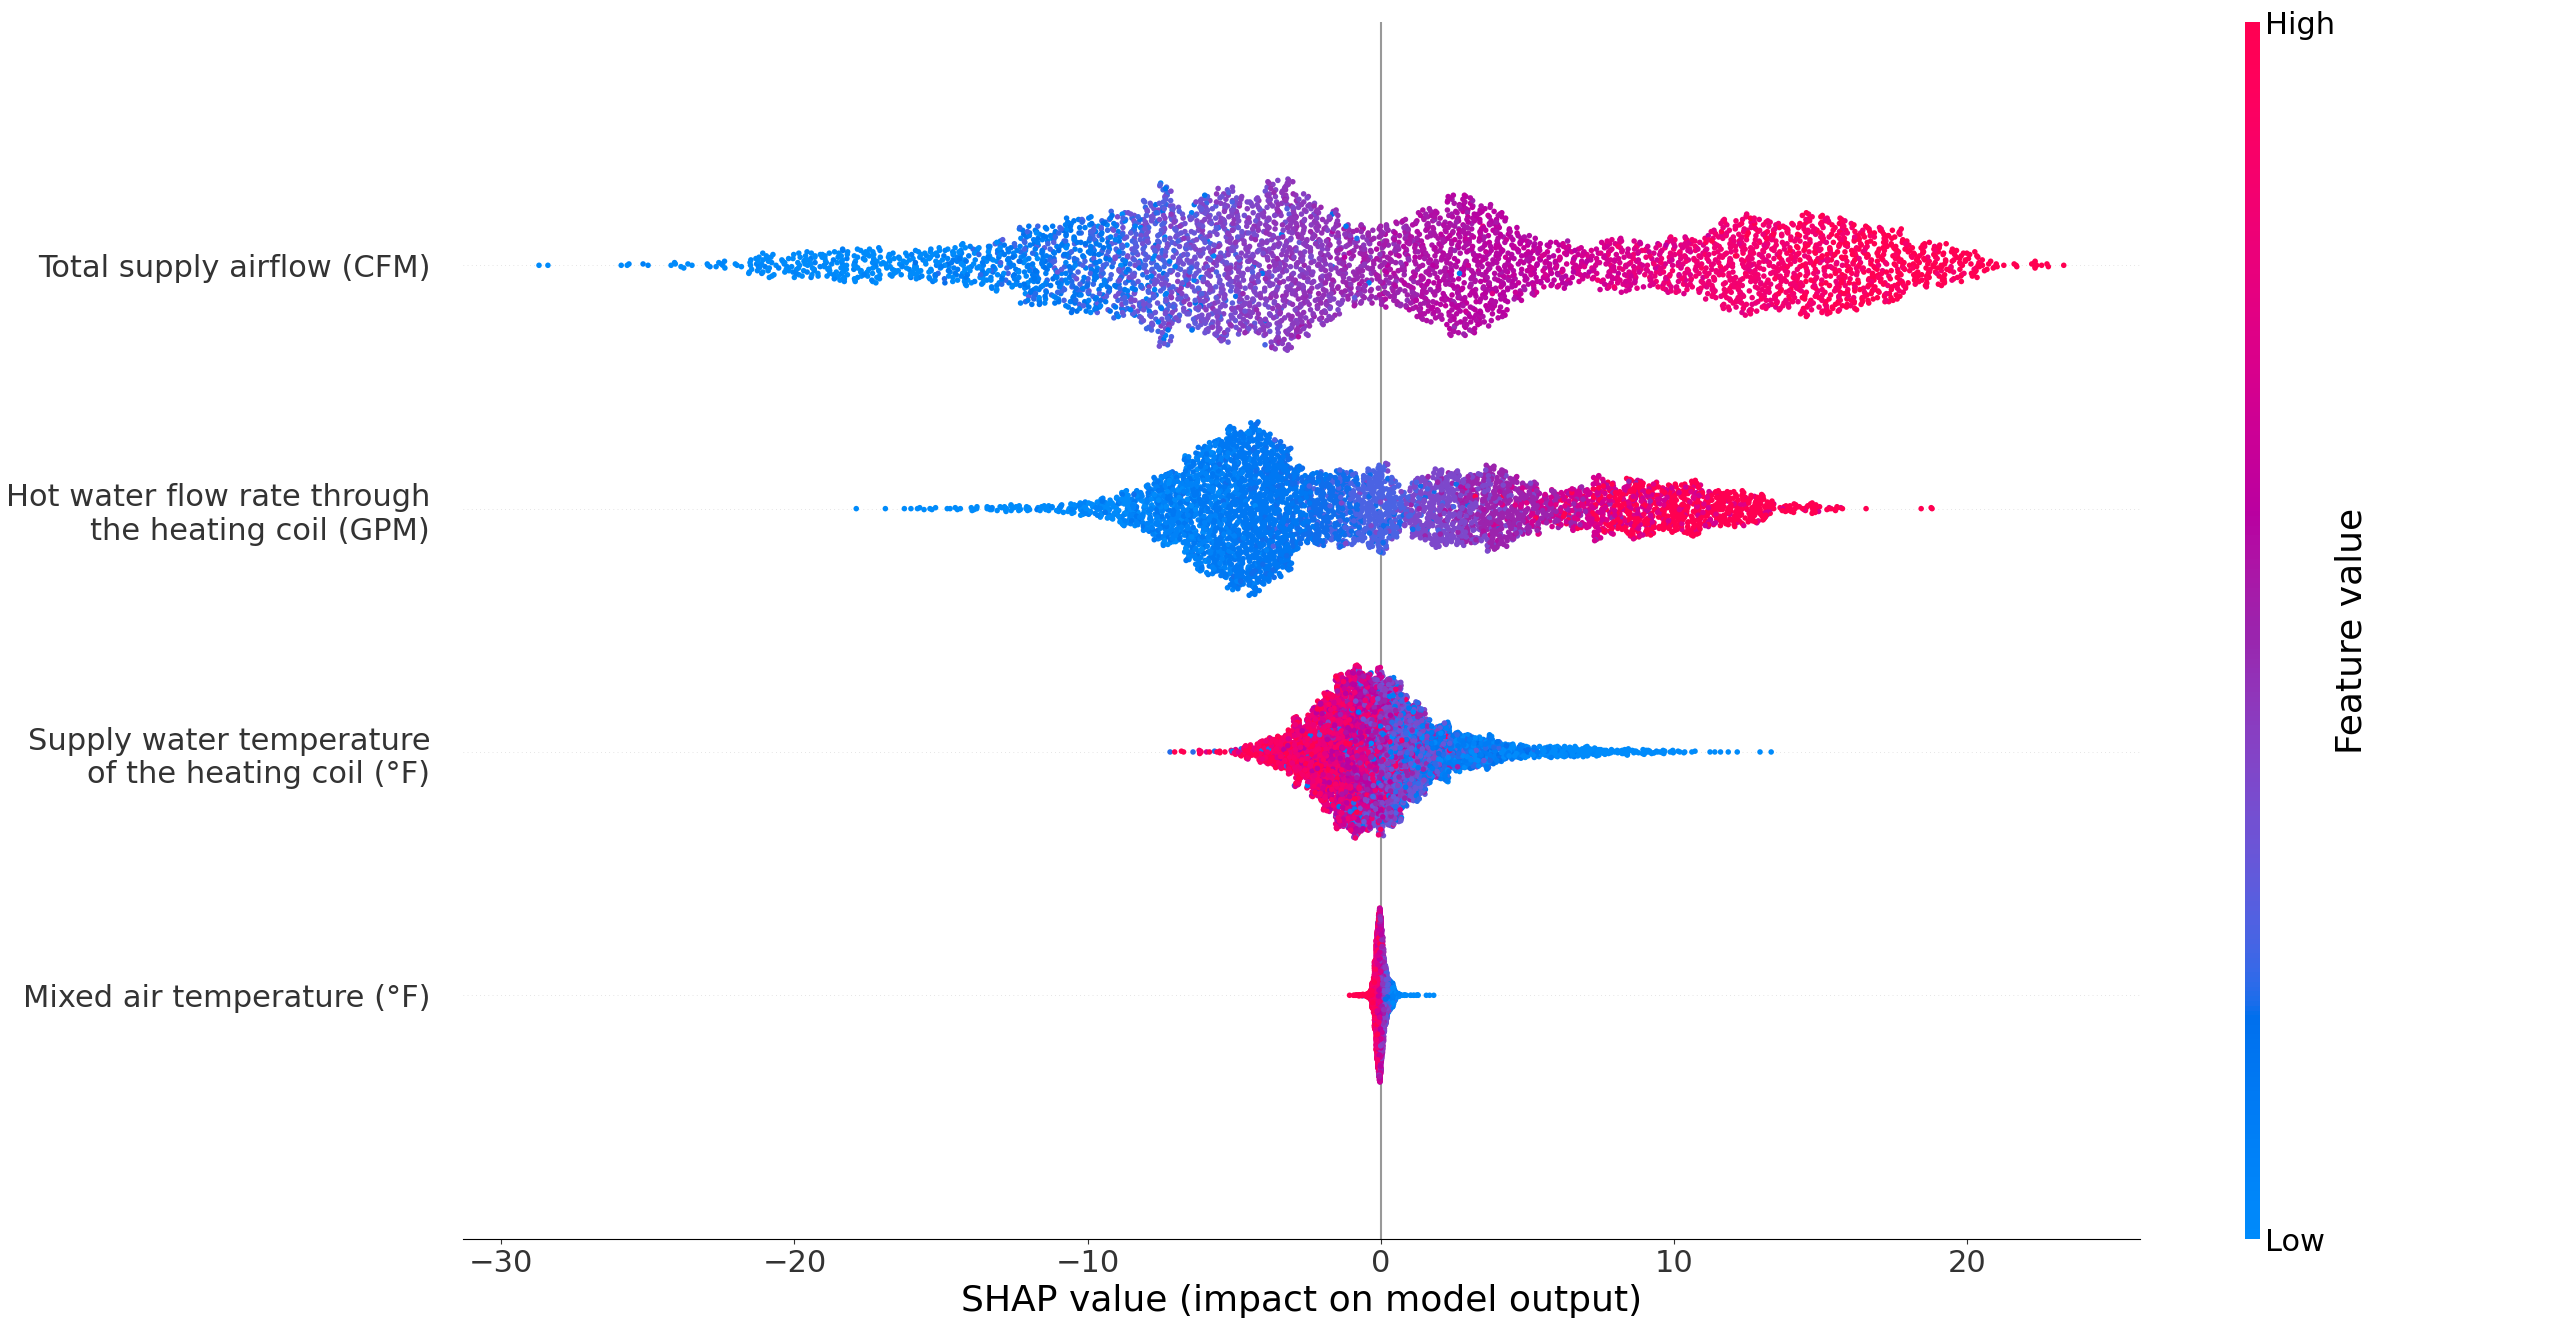 High
Total supply airflow (CFM)
Hot water flow rate through
the heating coil (GPM)
Supply water temperature
of the heating coil (°F)
Mixed air temperature (°F)
Feature value
Low
−30
−20
−10
0
10
20
SHAP value (impact on model output)